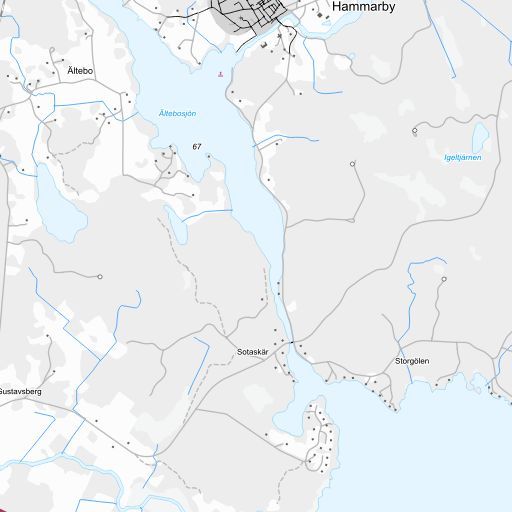 Hammarby
Ältebo
Ältebosjön
67
Igeltjärnen
Sotaskär
Storgölen
Gustavsberg